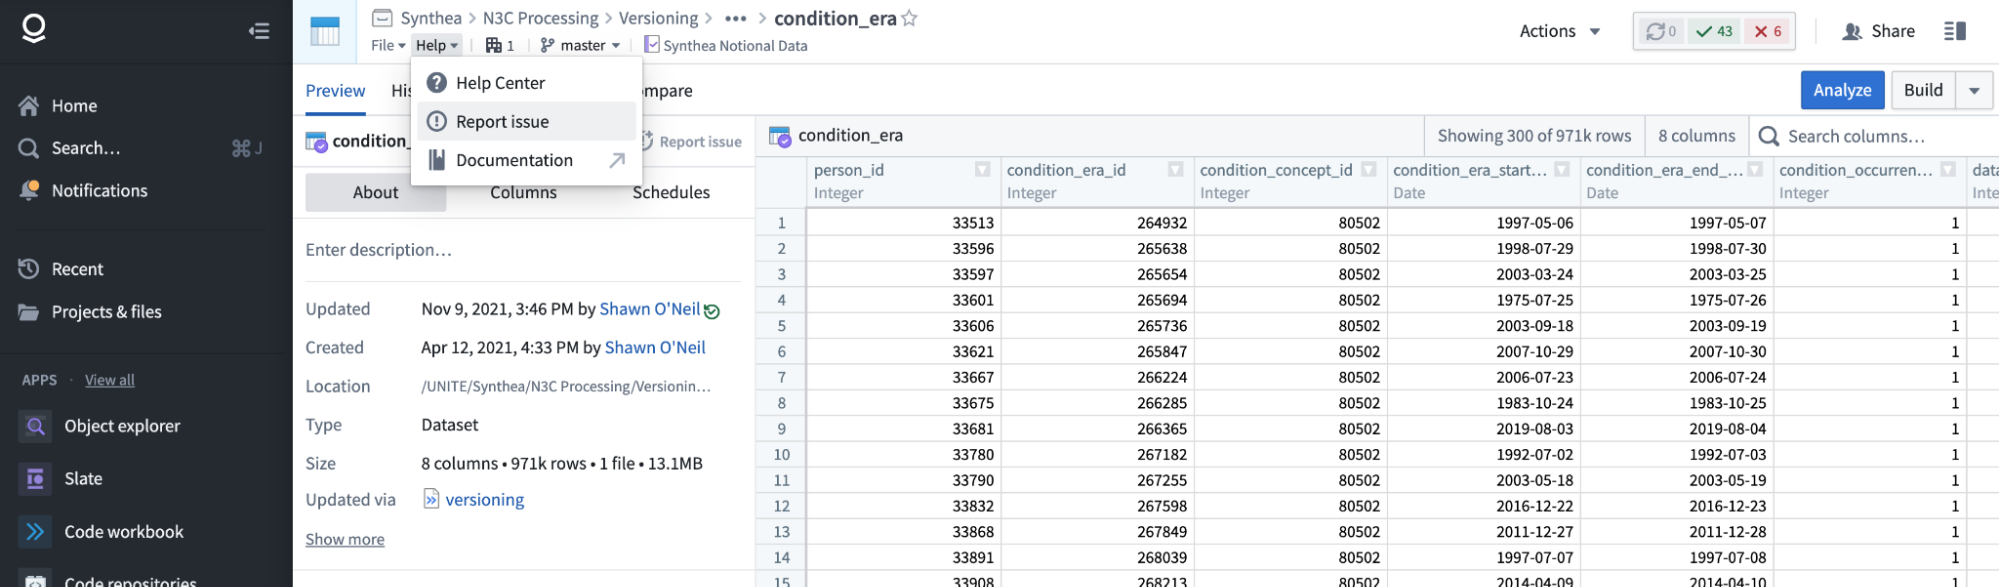 Synthea > N3C Processing > Versioning > ••• > condition_era
File Help 1 master Synthea Notional Data
Actions
0 43 6
Share
Help Center
Report issue
Documentation
Home
Search… ⌘ J
Notifications
Recent
Projects & files
APPS · View all
Object explorer
Slate
Code workbook
Code repositories
Preview His mpare
Analyze Build
condition_ Report issue
About Columns Schedules
Enter description…
Updated Nov 9, 2021, 3:46 PM by Shawn O'Neil
Created Apr 12, 2021, 4:33 PM by Shawn O'Neil
Location /UNITE/Synthea/N3C Processing/Versionin…
Type Dataset
Size 8 columns • 971k rows • 1 file • 13.1MB
Updated via versioning
Show more
condition_era Showing 300 of 971k rows 8 columns Search columns…
person_id condition_era_id condition_concept_id condition_era_start… condition_era_end_… condition_occurren… data
Integer Integer Integer Date Date Integer Inte
1 33513 264932 80502 1997-05-06 1997-05-07 1
2 33596 265638 80502 1998-07-29 1998-07-30 1
3 33597 265654 80502 2003-03-24 2003-03-25 1
4 33601 265694 80502 1975-07-25 1975-07-26 1
5 33606 265736 80502 2003-09-18 2003-09-19 1
6 33621 265847 80502 2007-10-29 2007-10-30 1
7 33667 266224 80502 2006-07-23 2006-07-24 1
8 33675 266285 80502 1983-10-24 1983-10-25 1
9 33681 266365 80502 2019-08-03 2019-08-04 1
10 33780 267182 80502 1992-07-02 1992-07-03 1
11 33790 267255 80502 2003-05-18 2003-05-19 1
12 33832 267598 80502 2016-12-22 2016-12-23 1
13 33868 267849 80502 2011-12-27 2011-12-28 1
14 33891 268039 80502 1997-07-07 1997-07-08 1
15 33908 268213 80502 2014-04-09 2014-04-10 1